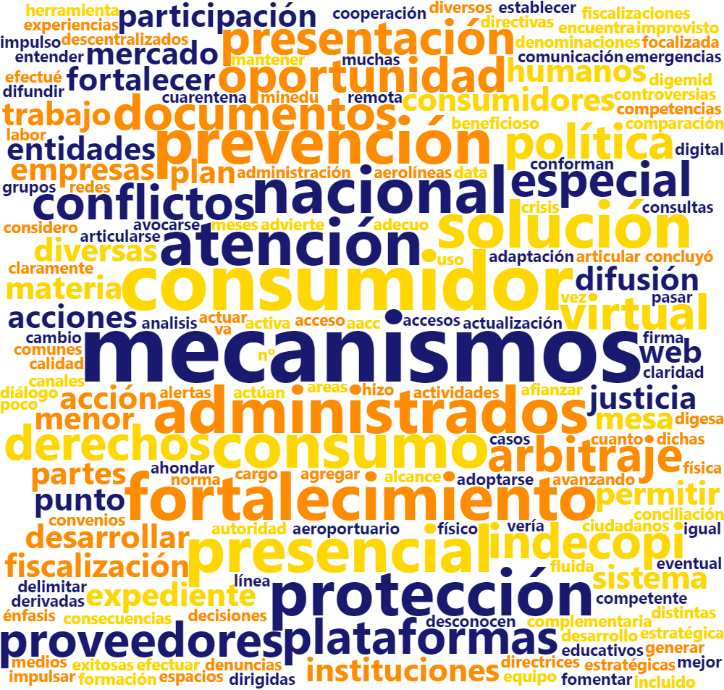 herramienta participación cooperación diversos establecer fiscalizaciones
experiencias directivas
impulso descentralizados presentación encuentra improvisto
entender mercado mantener muchas denominaciones focalizada
efectué fortalecer oportunidad humanos comunicación emergencias
difundir cuarentena minedu remota consumidores digemid controversias
trabajo documentos beneficioso competencias
labor prevención política comparación
entidades digital
empresas plan administración aerolíneas data conforman
grupos redes conflictos nacional especial consultas
considero avocarse meses advierte adecuo crisis
articularse atención solución
diversas uso adaptación articular concluyó
claramente consumidor difusión
materia vez pasar
acciones analisis actuar activa acceso aacc accesos actualización virtual
cambio va firma
comunes mecanismos nº web
calidad claridad
canales
diálogo acción alertas actúan areas hizo actividades afianzar justicia
poco menor administrados mesa digesa
derechos consumo casos cuanto dichas
partes ahondar arbitraje física
norma cargo agregar alcance adoptarse avanzando
punto fortalecimiento permitir
convenios conciliación
desarrollar autoridad aeroportuario físico vería ciudadanos igual
fiscalización presencial indecopi
fluida eventual
delimitar línea sistema
derivadas expediente protección competente
énfasis consecuencias decisiones desconocen complementaria distintas
proveedores plataformas desarrollo estratégica
educativos generar
medios exitosas efectuar denuncias instituciones directrices estratégicas mejor
impulsar formación espacios dirigidas equipo fomentar incluido